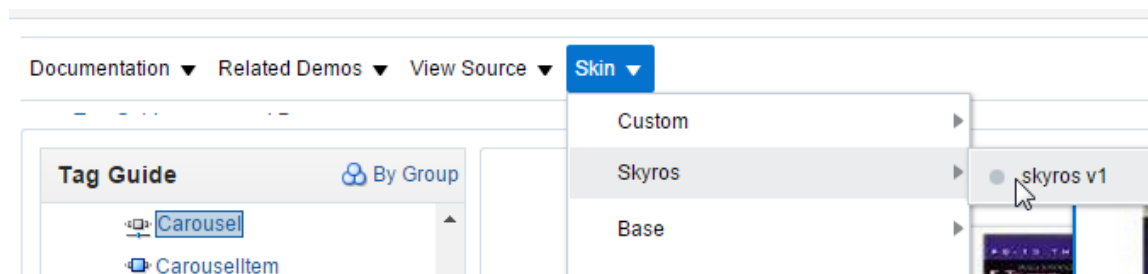 Documentation Related Demos View Source Skin
Custom
Tag Guide By Group
Skyros
skyros v1
Carousel
Base
CarouselItem